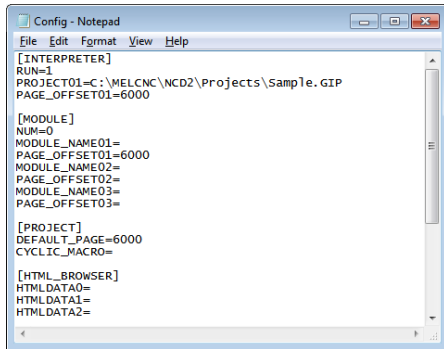 Config - Notepad
File Edit Format View Help
[INTERPRETER]
RUN=1
PROJECT01=C:\MELCNC\NCD2\Projects\Sample.GIP
PAGE_OFFSET01=6000
[MODULE]
NUM=0
MODULE_NAME01=
PAGE_OFFSET01=6000
MODULE_NAME02=
PAGE_OFFSET02=
MODULE_NAME03=
PAGE_OFFSET03=
[PROJECT]
DEFAULT_PAGE=6000
CYCLIC_MACRO=
[HTML_BROWSER]
HTMLDATA0=
HTMLDATA1=
HTMLDATA2=